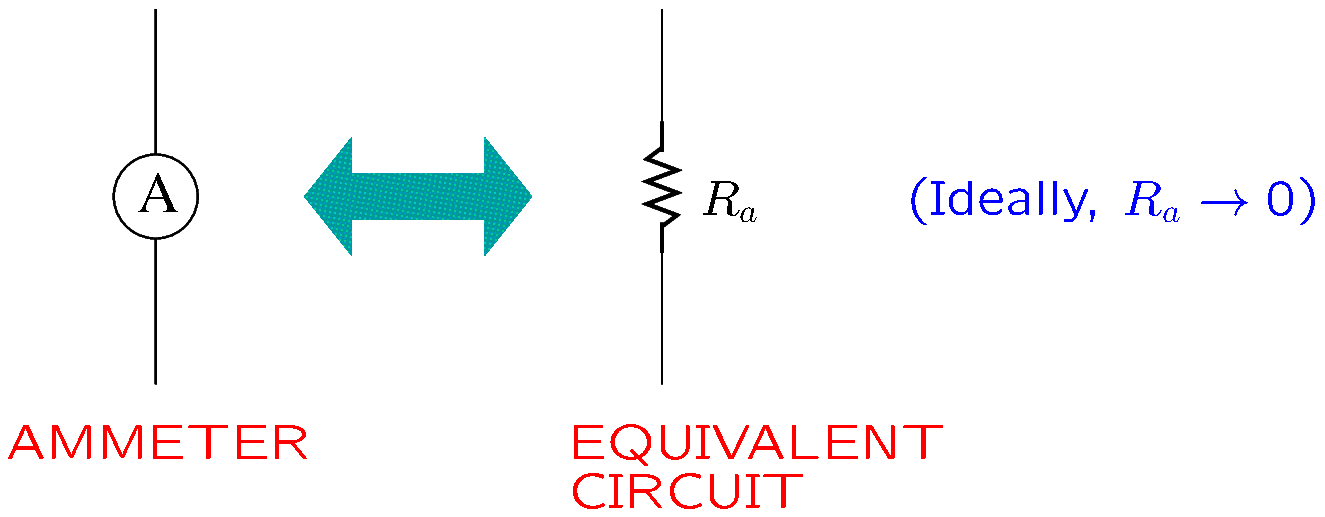 A
R_a
(Ideally, R_a → 0)
AMMETER
EQUIVALENT
CIRCUIT